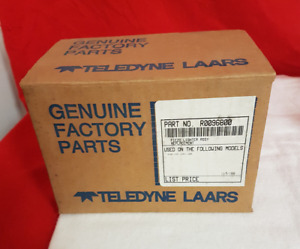 GENUINE
FACTORY
PARTS
TELEDYNE LAARS
GENUINE
FACTORY
PARTS
TELEDYNE LAARS
PART NO. R0096800
REPLACEMENT
USED ON THE FOLLOWING MODELS
LIST PRICE